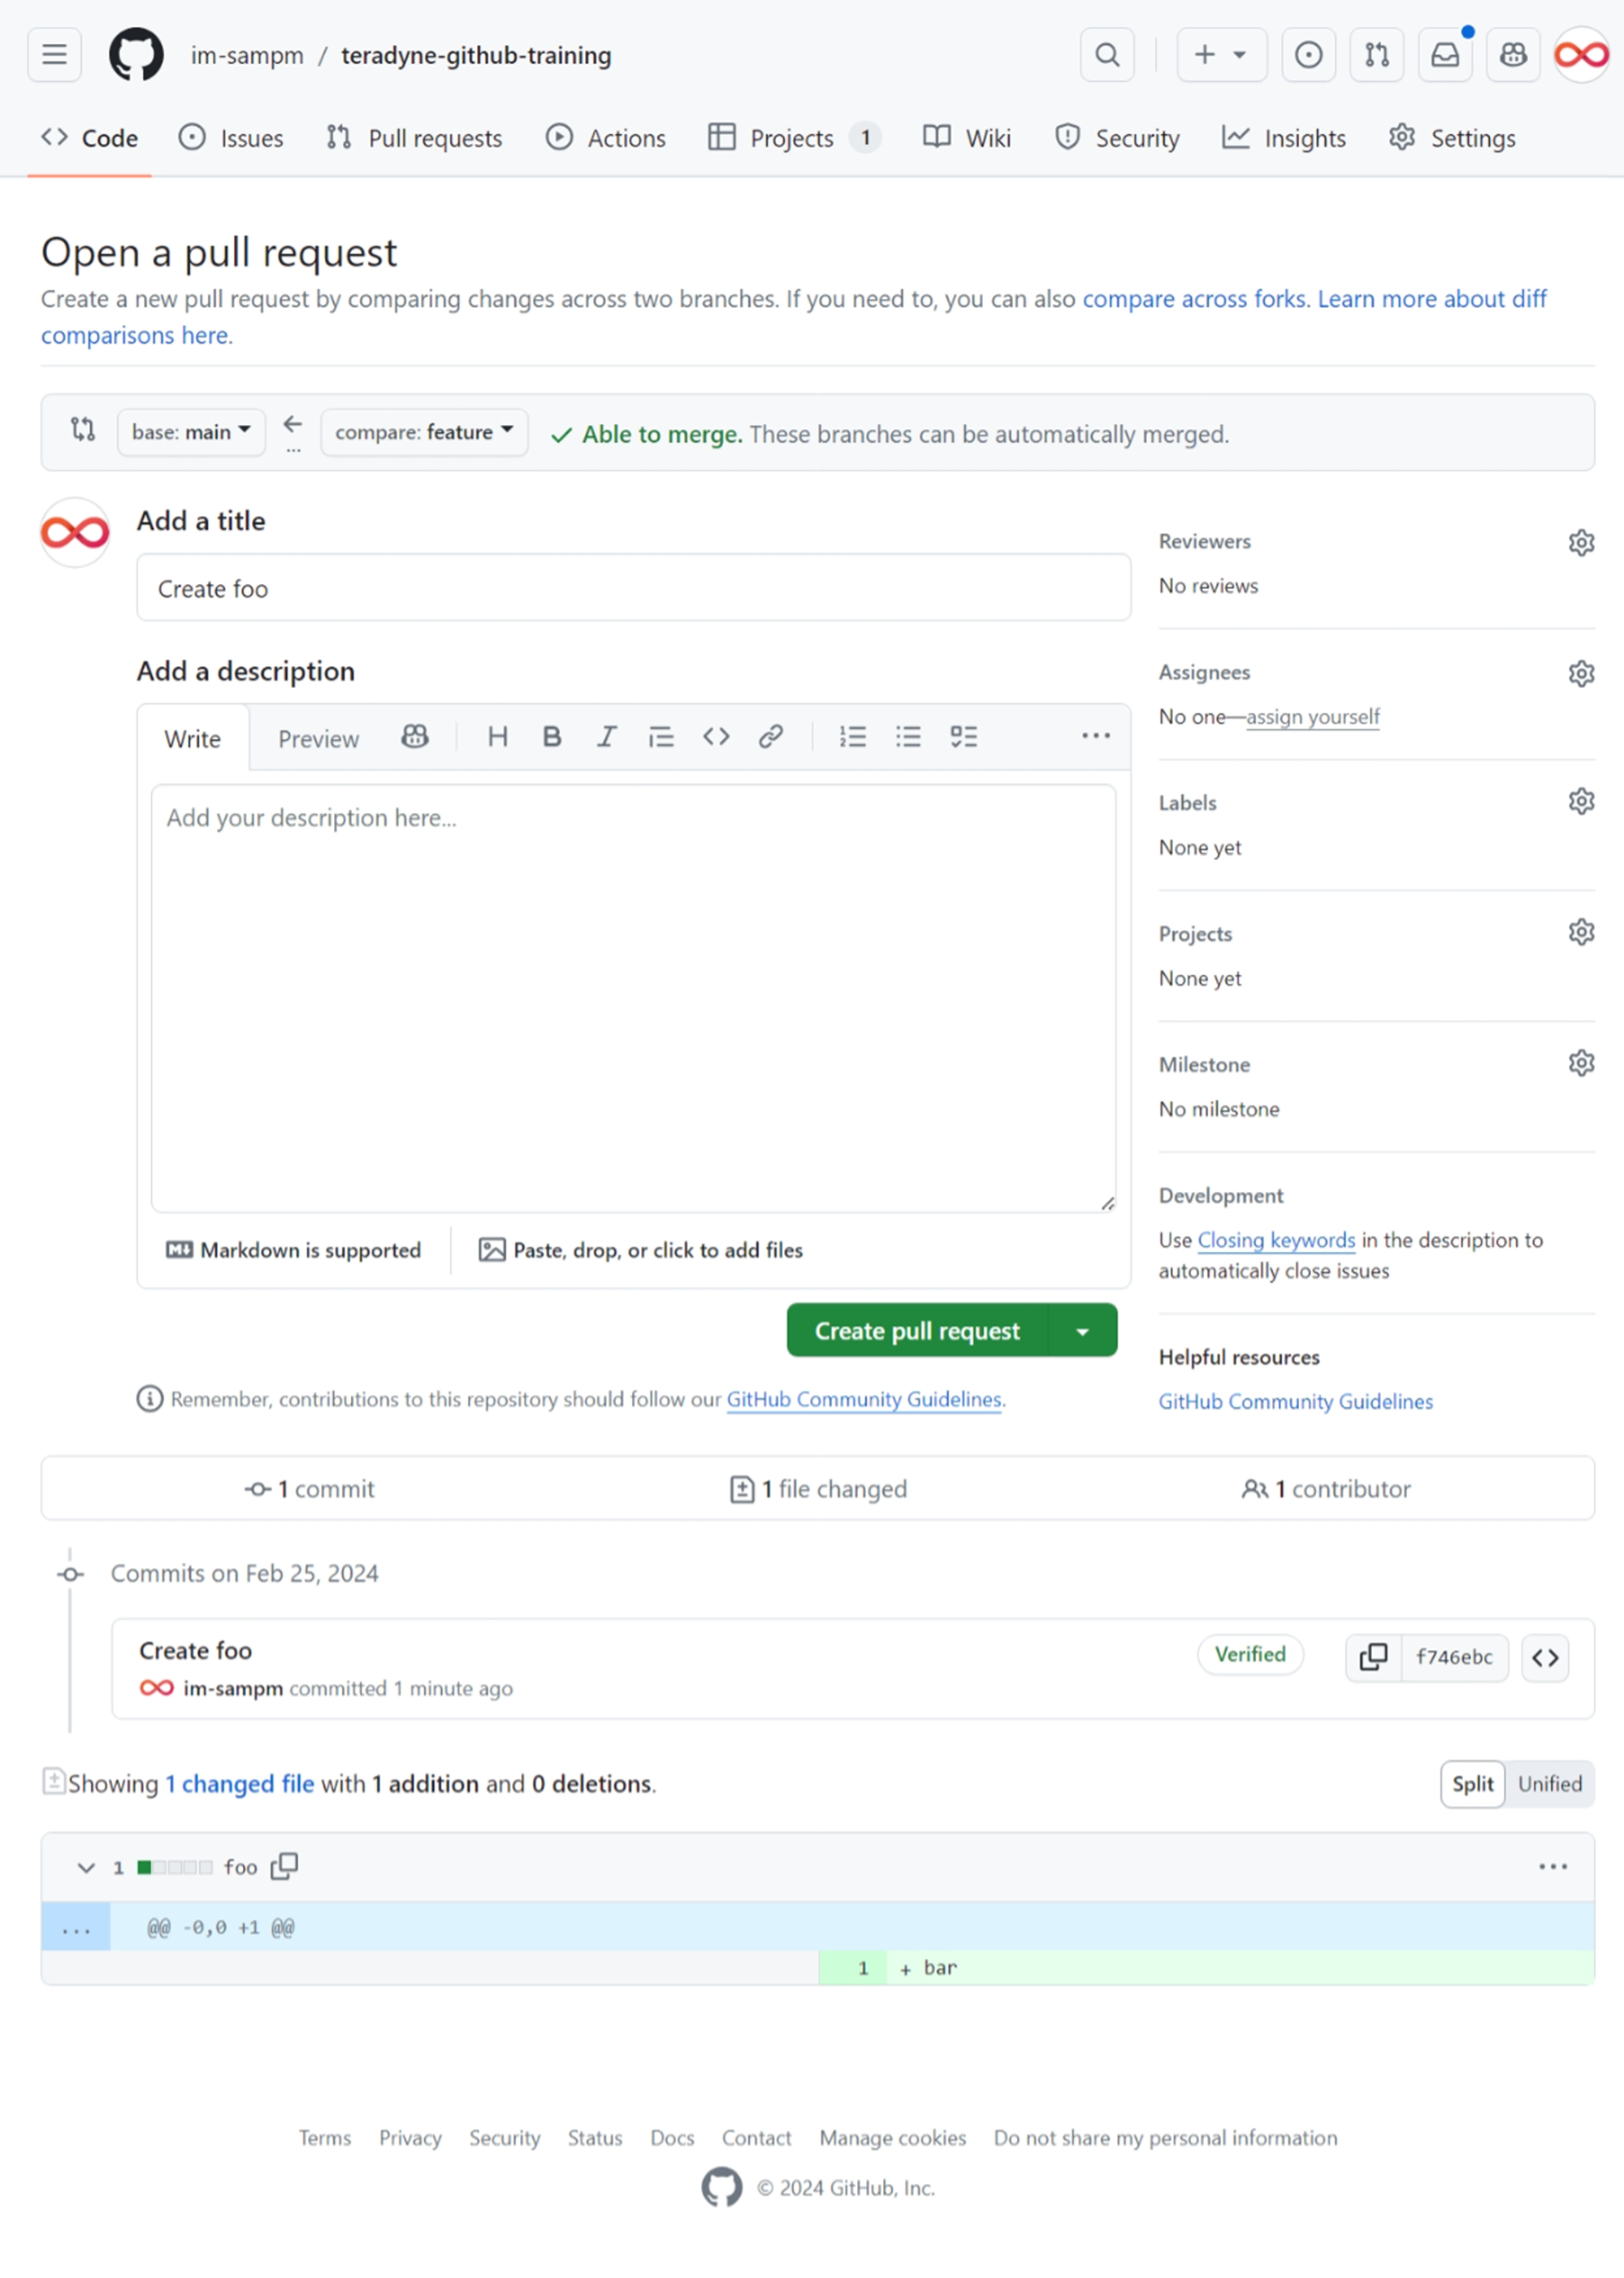 im-sampm / teradyne-github-training
Code Issues Pull requests Actions Projects 1 Wiki Security Insights Settings
Open a pull request
Create a new pull request by comparing changes across two branches. If you need to, you can also compare across forks. Learn more about diff
comparisons here.
base: main compare: feature Able to merge. These branches can be automatically merged.
Add a title
Create foo
Add a description
Write Preview
Add your description here...
Markdown is supported Paste, drop, or click to add files
Create pull request
Remember, contributions to this repository should follow our GitHub Community Guidelines.
Reviewers
No reviews
Assignees
No one—assign yourself
Labels
None yet
Projects
None yet
Milestone
No milestone
Development
Use Closing keywords in the description to
automatically close issues
Helpful resources
GitHub Community Guidelines
1 commit 1 file changed 1 contributor
Commits on Feb 25, 2024
Create foo
im-sampm committed 1 minute ago
Verified f746ebc
Showing 1 changed file with 1 addition and 0 deletions.
Split Unified
1 foo
... @@ -0,0 +1 @@
1 + bar
Terms Privacy Security Status Docs Contact Manage cookies Do not share my personal information
© 2024 GitHub, Inc.